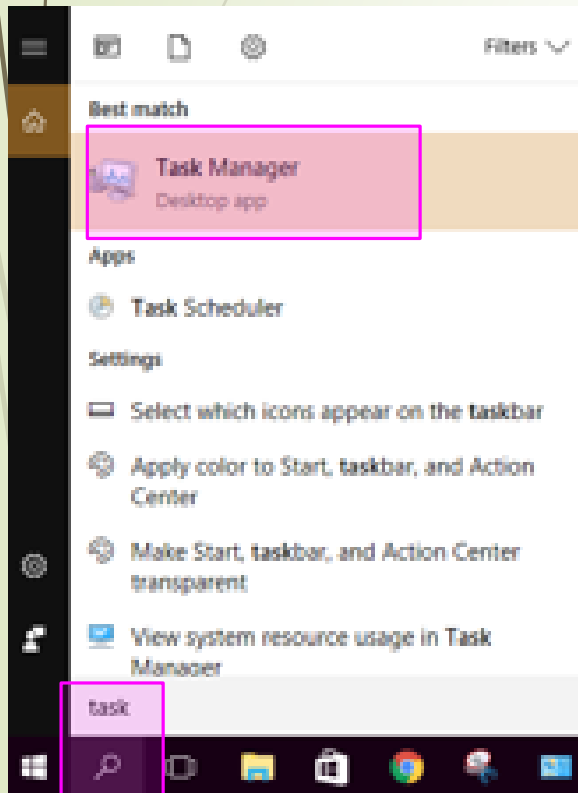 Filters
Best match
Task Manager
Desktop app
Apps
Task Scheduler
Settings
Select which icons appear on the taskbar
Apply color to Start, taskbar, and Action
Center
Make Start, taskbar, and Action Center
transparent
View system resource usage in Task
Manager
task